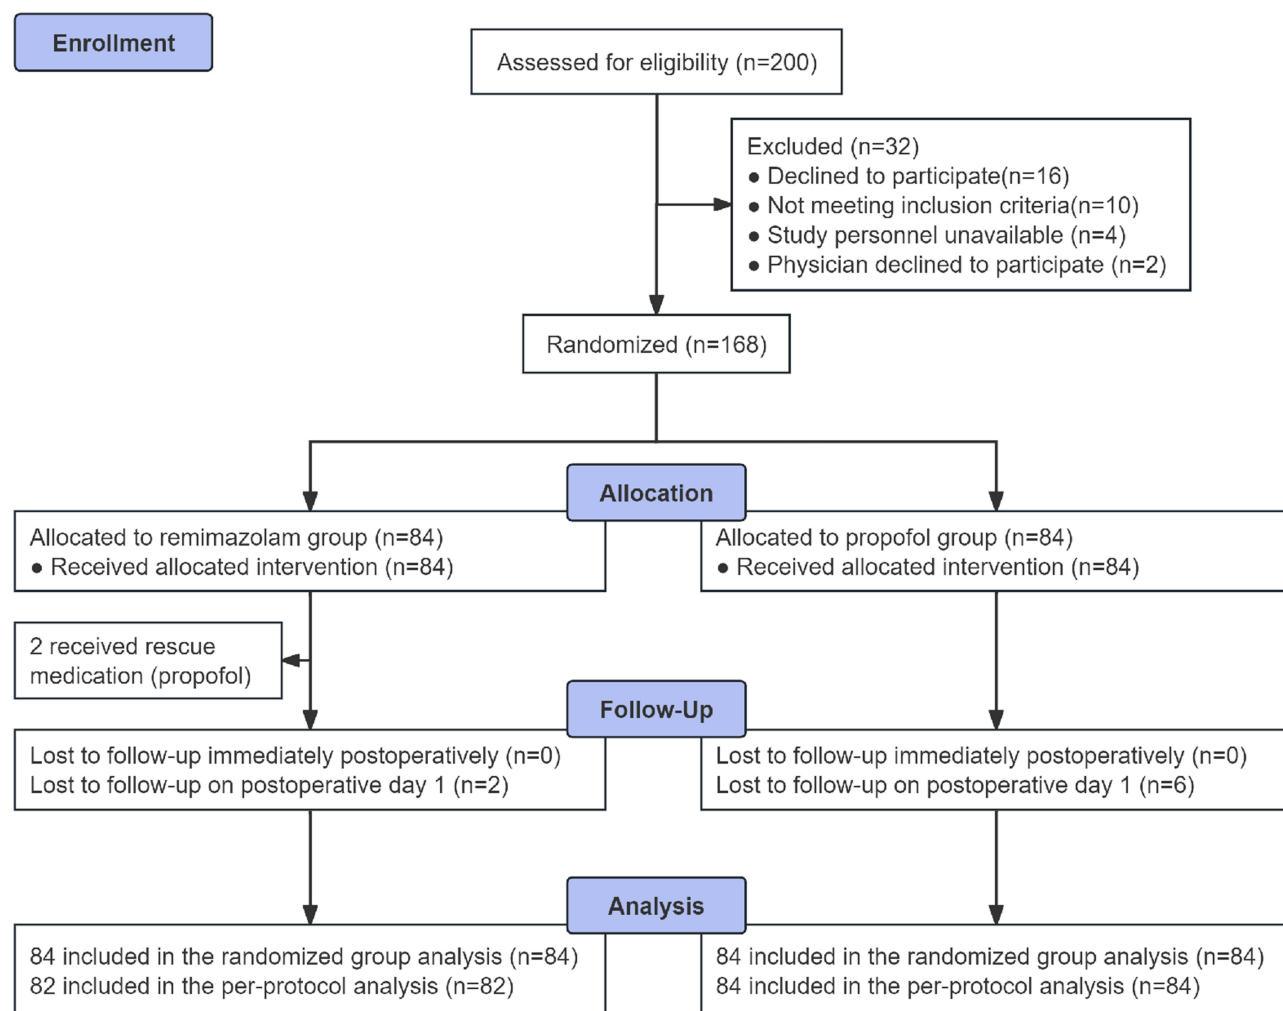 Enrollment
Assessed for eligibility (n=200)
Excluded (n=32)
● Declined to participate(n=16)
● Not meeting inclusion criteria(n=10)
● Study personnel unavailable (n=4)
● Physician declined to participate (n=2)
Randomized (n=168)
Allocation
Allocated to remimazolam group (n=84)
● Received allocated intervention (n=84)
Allocated to propofol group (n=84)
● Received allocated intervention (n=84)
2 received rescue
medication (propofol)
Follow-Up
Lost to follow-up immediately postoperatively (n=0)
Lost to follow-up on postoperative day 1 (n=2)
Lost to follow-up immediately postoperatively (n=0)
Lost to follow-up on postoperative day 1 (n=6)
Analysis
84 included in the randomized group analysis (n=84)
82 included in the per-protocol analysis (n=82)
84 included in the randomized group analysis (n=84)
84 included in the per-protocol analysis (n=84)